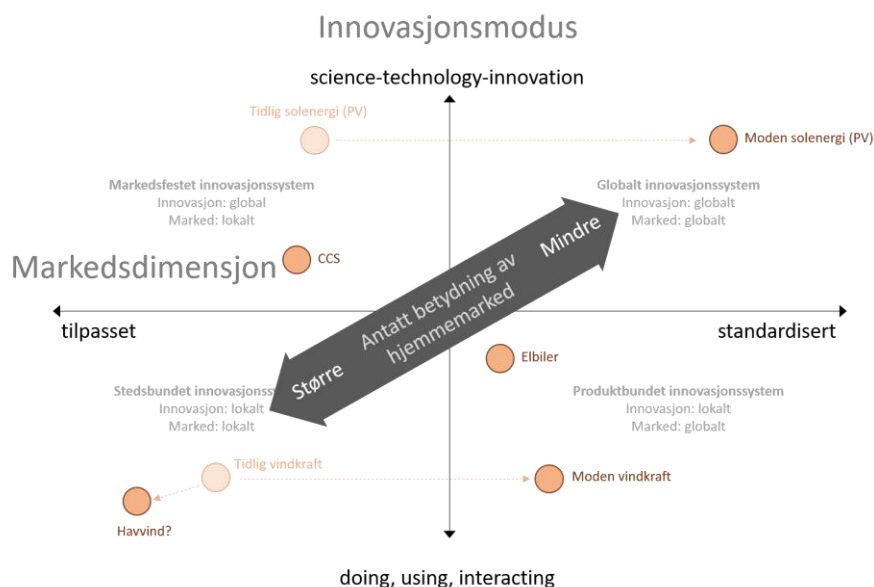 Innovasjonsmodus
science-technology-innovation
Tidlig solenergi (PV)
Moden solenergi (PV)
Markedsfestet innovasjonssystem
Innovasjon: global
Marked: lokalt
Globalt innovasjonssystem
Innovasjon: globalt
Marked: globalt
Mindre
CCS
Markedsdimensjon
Antatt betydning av
hjemmemarked
tilpasset
standardisert
Større
Elbiler
Stedsbundet innovasjonss
Innovasjon: lokalt
Marked: lokalt
Produktbundet innovasjonssystem
Innovasjon: lokalt
Marked: globalt
Tidlig vindkraft
Moden vindkraft
Havvind?
doing, using, interacting